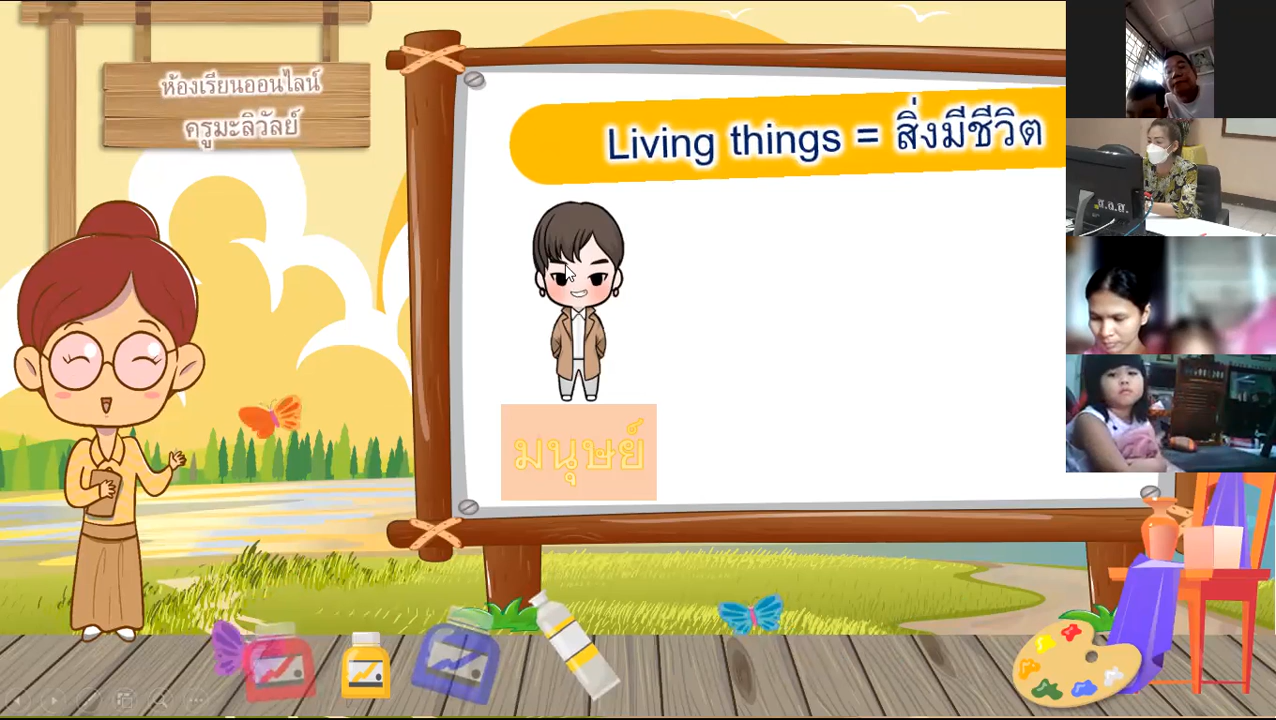 ห้องเรียนออนไลน์
ครูมะลิวัลย์
Living things = สิ่งมีชีวิต
มนุษย์